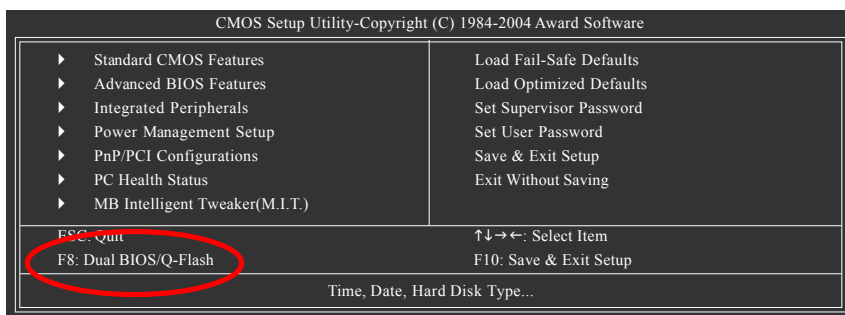 CMOS Setup Utility-Copyright (C) 1984-2004 Award Software
Standard CMOS Features
Advanced BIOS Features
Integrated Peripherals
Power Management Setup
PnP/PCI Configurations
PC Health Status
MB Intelligent Tweaker(M.I.T.)
Load Fail-Safe Defaults
Load Optimized Defaults
Set Supervisor Password
Set User Password
Save & Exit Setup
Exit Without Saving
ESC: Quit
↑↓→←: Select Item
F8: Dual BIOS/Q-Flash
F10: Save & Exit Setup
Time, Date, Hard Disk Type...